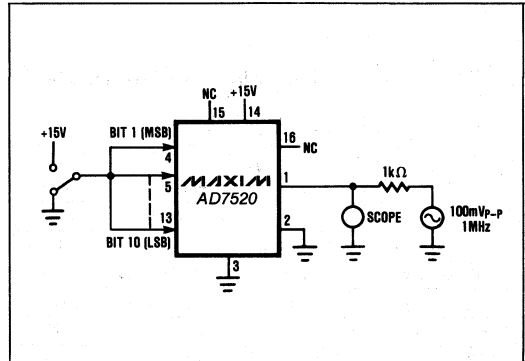 NC
+15V
15
14
+15V
BIT 1 (MSB)
4
16
NC
5
MAXIM
AD7520
1
1kΩ
13
2
SCOPE
100mVP-P
1MHz
BIT 10 (LSB)
3